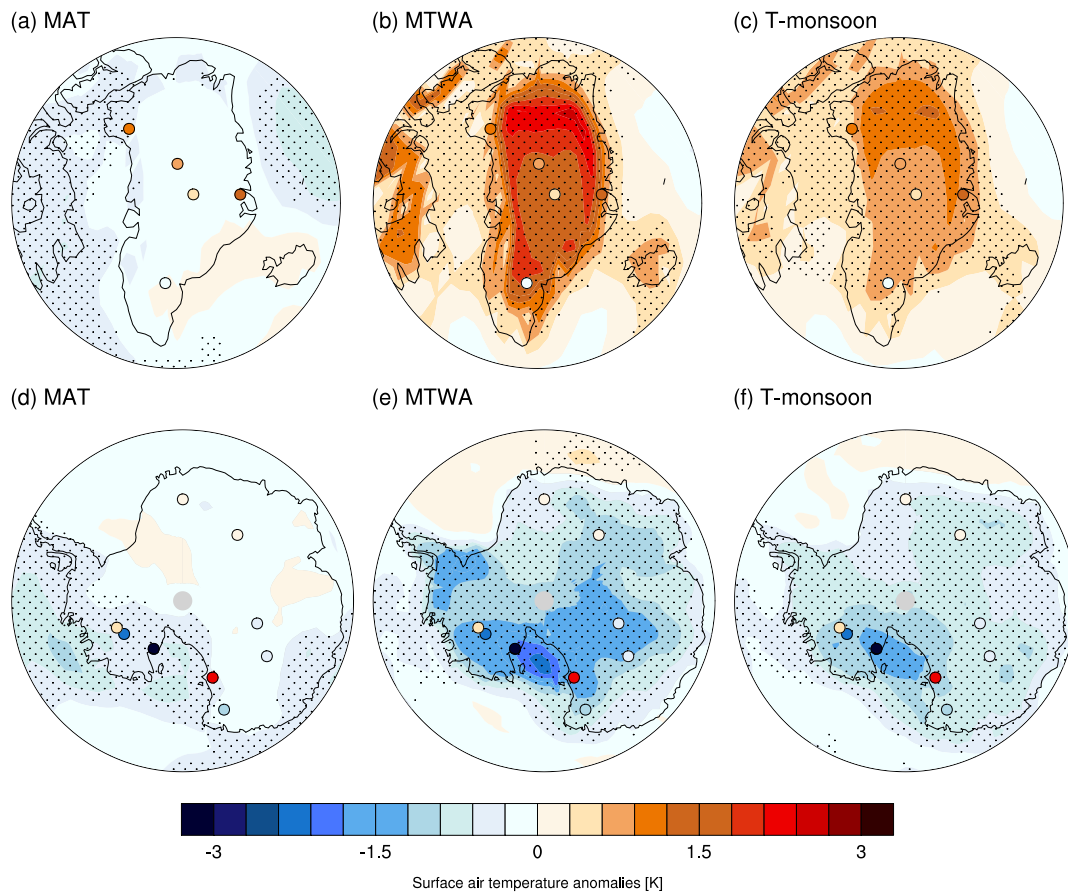 (a) MAT (b) MTWA (c) T-monsoon
(d) MAT (e) MTWA (f) T-monsoon
-3 -1.5 0 1.5 3
Surface air temperature anomalies [K]